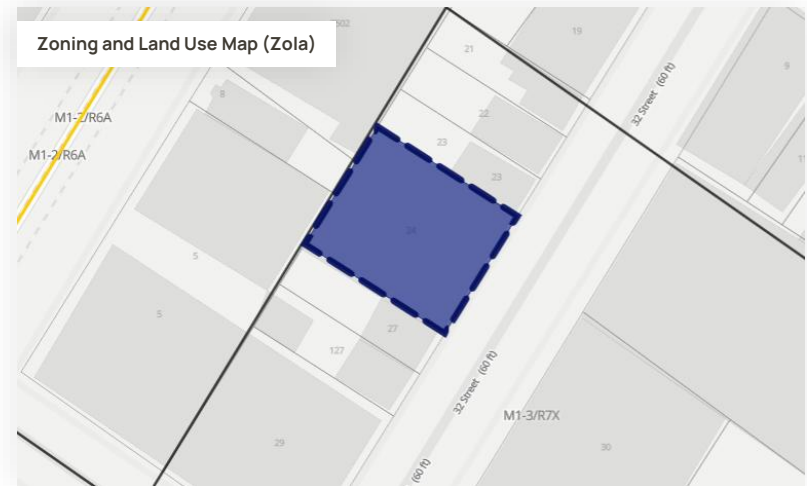 Zoning and Land Use Map (Zola)
19
21
32 Street (60 ft)
9
8
22
M1-2/R6A
23
M1-2/R6A
11
23
24
5
5
27
127
32 Street (60 ft)
M1-3/R7X
29
30
(60 ft)